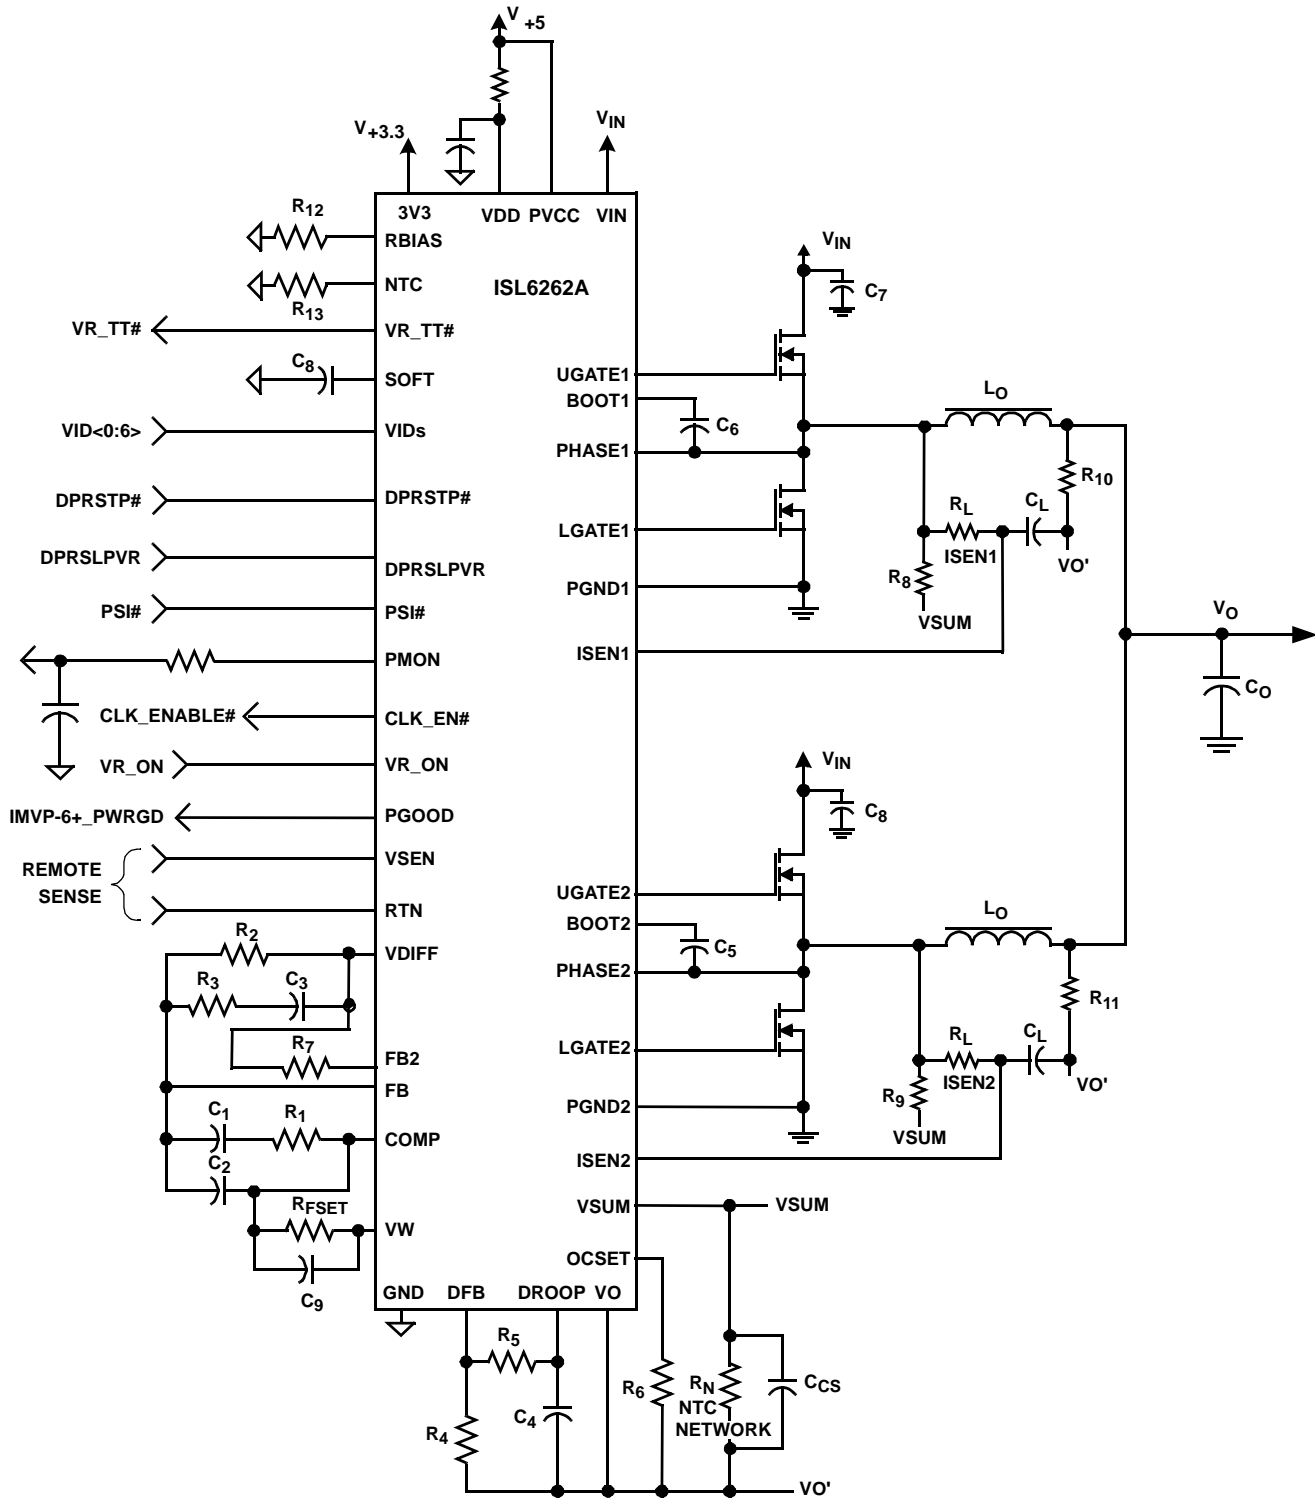 V+5
V+3.3
VIN
R12
3V3
VDD
PVCC
VIN
RBIAS
NTC
ISL6262A
R13
VR_TT#
VR_TT#
C8
SOFT
VID<0:6>
VIDs
DPRSTP#
DPRSTP#
DPRSLPVR
DPRSLPVR
PSI#
PSI#
PMON
CLK_ENABLE#
CLK_EN#
VR_ON
VR_ON
IMVP-6+_PWRGD
PGOOD
REMOTE
SENSE
VSEN
RTN
R2
VDIFF
R3
C3
R7
FB2
FB
C1
R1
COMP
C2
RFSET
VW
C9
GND
DFB
DROOP
VO
R5
R4
C4
VIN
C7
UGATE1
BOOT1
C6
PHASE1
LGATE1
PGND1
ISEN1
LO
R10
RL
CL
ISEN1
VO'
R8
VSUM
VO
CO
VIN
C8
UGATE2
BOOT2
C5
PHASE2
LGATE2
PGND2
ISEN2
LO
R11
RL
CL
ISEN2
VO'
R9
VSUM
VSUM
VSUM
OCSET
R6
RN
NTC
NETWORK
CCS
VO'